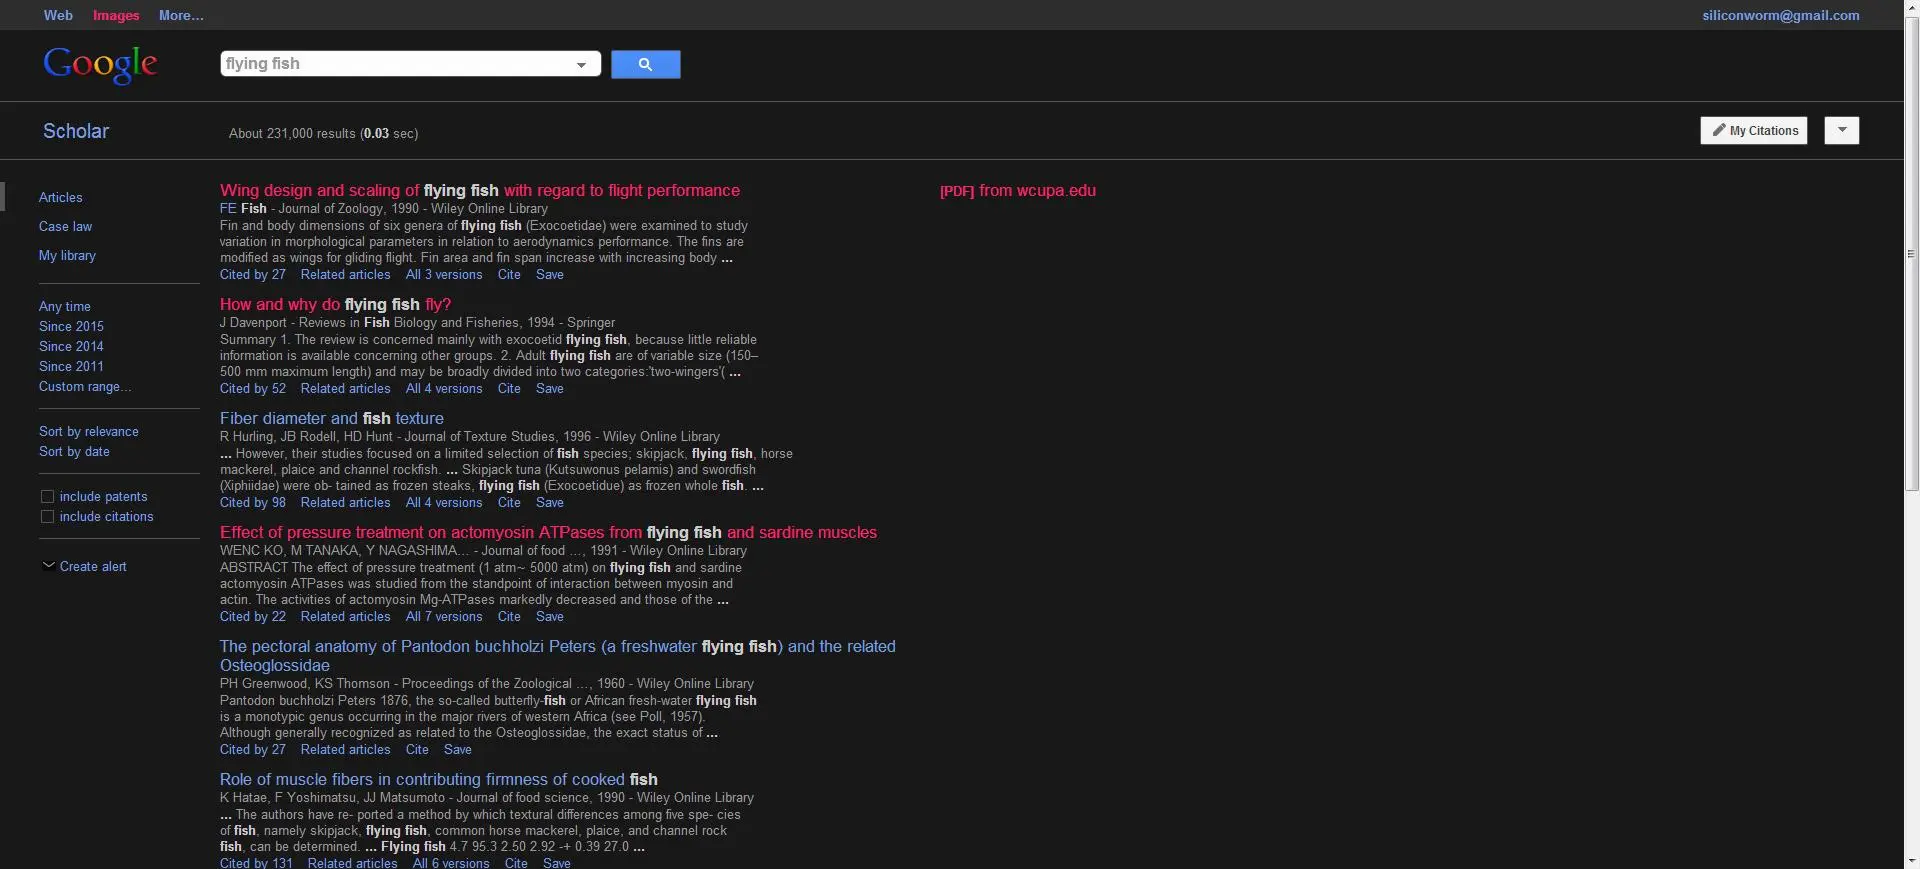 Web Images More... siliconworm@gmail.com
Google
flying fish
Scholar
About 231,000 results (0.03 sec)
My Citations
Articles
Case law
My library
Any time
Since 2015
Since 2014
Since 2011
Custom range...
Sort by relevance
Sort by date
include patents
include citations
Create alert
Wing design and scaling of flying fish with regard to flight performance
FE Fish - Journal of Zoology, 1990 - Wiley Online Library
Fin and body dimensions of six genera of flying fish (Exocoetidae) were examined to study
variation in morphological parameters in relation to aerodynamics performance. The fins are
modified as wings for gliding flight. Fin area and fin span increase with increasing body ...
Cited by 27 Related articles All 3 versions Cite Save
[PDF] from wcupa.edu
How and why do flying fish fly?
J Davenport - Reviews in Fish Biology and Fisheries, 1994 - Springer
Summary 1. The review is concerned mainly with exocoetid flying fish, because little reliable
information is available concerning other groups. 2. Adult flying fish are of variable size (150–
500 mm maximum length) and may be broadly divided into two categories:'two-wingers'( ...
Cited by 52 Related articles All 4 versions Cite Save
Fiber diameter and fish texture
R Hurling, JB Rodell, HD Hunt - Journal of Texture Studies, 1996 - Wiley Online Library
... However, their studies focused on a limited selection of fish species; skipjack, flying fish, horse
mackerel, plaice and channel rockfish. ... Skipjack tuna (Kutsuwonus pelamis) and swordfish
(Xiphiidae) were ob- tained as frozen steaks, flying fish (Exocoetidue) as frozen whole fish. ...
Cited by 98 Related articles All 4 versions Cite Save
Effect of pressure treatment on actomyosin ATPases from flying fish and sardine muscles
WENC KO, M TANAKA, Y NAGASHIMA... - Journal of food ..., 1991 - Wiley Online Library
ABSTRACT The effect of pressure treatment (1 atm~ 5000 atm) on flying fish and sardine
actomyosin ATPases was studied from the standpoint of interaction between myosin and
actin. The activities of actomyosin Mg-ATPases markedly decreased and those of the ...
Cited by 22 Related articles All 7 versions Cite Save
The pectoral anatomy of Pantodon buchholzi Peters (a freshwater flying fish) and the related
Osteoglossidae
PH Greenwood, KS Thomson - Proceedings of the Zoological ..., 1960 - Wiley Online Library
Pantodon buchholzi Peters 1876, the so-called butterfly-fish or African fresh-water flying fish
is a monotypic genus occurring in the major rivers of western Africa (see Poll, 1957).
Although generally recognized as related to the Osteoglossidae, the exact status of ...
Cited by 27 Related articles Cite Save
Role of muscle fibers in contributing firmness of cooked fish
K Hatae, F Yoshimatsu, JJ Matsumoto - Journal of food science, 1990 - Wiley Online Library
... The authors have re- ported a method by which textural differences among five spe- cies
of fish, namely skipjack, flying fish, common horse mackerel, plaice, and channel rock
fish, can be determined. ... Flying fish 4.7 95.3 2.50 2.92 -+ 0.39 27.0 ...
Cited by 131 Related articles All 6 versions Cite Save